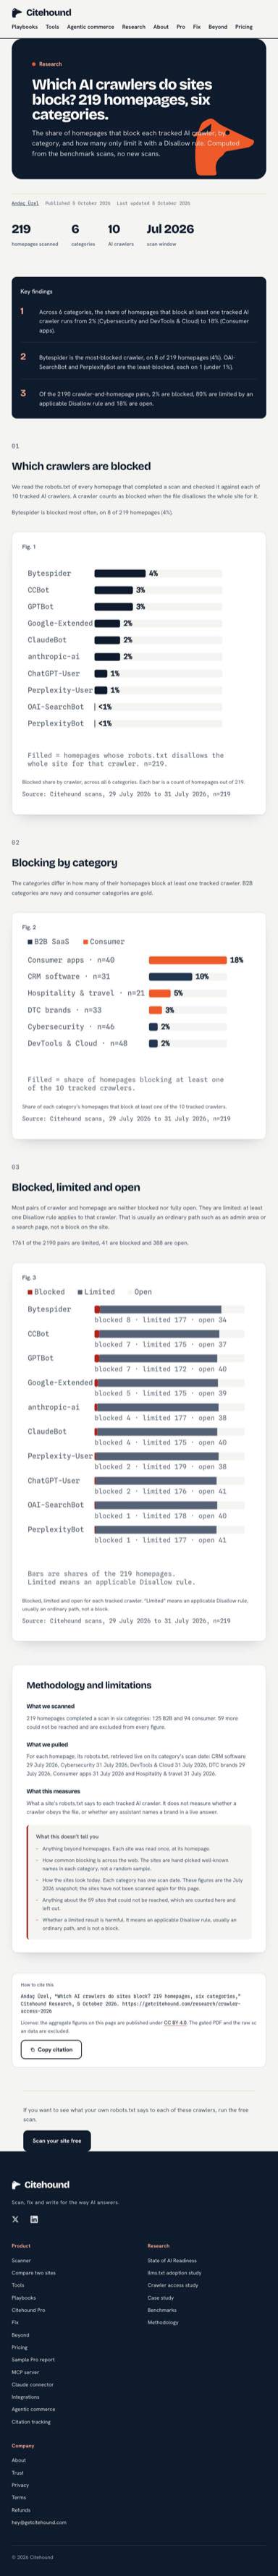 Citehound
Playbooks Tools Agentic commerce Research About Pro Fix Beyond Pricing
Research
Which AI crawlers do sites
block? 219 homepages, six
categories.
The share of homepages that block each tracked AI crawler, by
category, and how many only limit it with a Disallow rule. Computed
from the benchmark scans, no new scans.
Published 5 October 2026 Last updated 5 October 2026
219 6 10 Jul 2026
homepages scanned categories AI crawlers scan window
Key findings
1 Across 6 categories, the share of homepages that block at least one tracked AI
crawler runs from 2% (Cybersecurity and DevTools & Cloud) to 18% (Consumer
apps).
2 Bytespider is the most-blocked crawler, on 8 of 219 homepages (4%). OAI-
SearchBot and PerplexityBot are the least-blocked, each on 1 (under 1%).
3 Of the 2190 crawler-and-homepage pairs, 2% are blocked, 80% are limited by an
applicable Disallow rule and 18% are open.
01
Which crawlers are blocked
We read the robots.txt of every homepage that completed a scan and checked it against each of
10 tracked AI crawlers. A crawler counts as blocked when the file disallows the whole site for it.
Bytespider is blocked most often, on 8 of 219 homepages (4%).
Fig. 1
Bytespider 4%
CCBot 3%
GPTBot 3%
Google-Extended 2%
ClaudeBot 2%
anthropic-ai 2%
ChatGPT-User 1%
Perplexity-User 1%
OAI-SearchBot <1%
PerplexityBot <1%
Filled = homepages whose robots.txt disallows the
whole site for that crawler. n=219.
Blocked share by crawler, across all 6 categories. Each bar is a count of homepages out of 219.
Source: Citehound scans, 29 July 2026 to 31 July 2026, n=219
02
Blocking by category
The categories differ in how many of their homepages block at least one tracked crawler. B2B
categories are navy and consumer categories are gold.
Fig. 2
B2B SaaS Consumer
Consumer apps · n=40 18%
CRM software · n=31 10%
Hospitality & travel · n=21 5%
DTC brands · n=33 3%
Cybersecurity · n=46 2%
DevTools & Cloud · n=48 2%
Filled = share of homepages blocking at least one
of the 10 tracked crawlers.
Share of each category's homepages that block at least one of the 10 tracked crawlers.
Source: Citehound scans, 29 July 2026 to 31 July 2026, n=219
03
Blocked, limited and open
Most pairs of crawler and homepage are neither blocked nor fully open. They are limited: at least
one Disallow rule applies to that crawler. That is usually an ordinary path such as an admin area or
a search page, not a block on the site.
1761 of the 2190 pairs are limited, 41 are blocked and 388 are open.
Fig. 3
Blocked Limited Open
Bytespider
blocked 8 · limited 177 · open 34
CCBot
blocked 7 · limited 175 · open 37
GPTBot
blocked 7 · limited 172 · open 40
Google-Extended
blocked 5 · limited 175 · open 39
anthropic-ai
blocked 4 · limited 177 · open 38
ClaudeBot
blocked 4 · limited 175 · open 40
Perplexity-User
blocked 2 · limited 179 · open 38
ChatGPT-User
blocked 2 · limited 176 · open 41
OAI-SearchBot
blocked 1 · limited 178 · open 40
PerplexityBot
blocked 1 · limited 177 · open 41
Bars are shares of the 219 homepages.
Limited means an applicable Disallow rule.
Blocked, limited and open for each tracked crawler. "Limited" means an applicable Disallow rule,
usually an ordinary path, not a block.
Source: Citehound scans, 29 July 2026 to 31 July 2026, n=219
Methodology and limitations
What we scanned
219 homepages completed a scan in six categories: 125 B2B and 94 consumer. 59 more
could not be reached and are excluded from every figure.
What we pulled
For each homepage, its robots.txt, retrieved live on its category's scan date: CRM software
29 July 2026, Cybersecurity 31 July 2026, DevTools & Cloud 31 July 2026, DTC brands 29
July 2026, Consumer apps 31 July 2026 and Hospitality & travel 31 July 2026.
What this measures
What a site's robots.txt says to each tracked AI crawler. It does not measure whether a
crawler obeys the file, or whether any assistant names a brand in a live answer.
What this doesn't tell you
Anything beyond homepages. Each site was read once, at its homepage.
How common blocking is across the web. The sites are hand picked well-known
names in each category, not a random sample.
How the sites look today. Each category has one scan date. These figures are the July
2026 snapshot; the sites have not been scanned again for this page.
Anything about the 59 sites that could not be reached, which are counted here and
left out.
Whether a limited result is harmful. It means an applicable Disallow rule, usually an
ordinary path, and is not a block.
How to cite this
"Which AI crawlers do sites block? 219 homepages, six categories,"
Citehound Research, 5 October 2026. https://getcitehound.com/research/crawler-
access-2026
License: the aggregate figures on this page are published under CC BY 4.0. The gated PDF and the raw sc
an data are excluded.
Copy citation
If you want to see what your own robots.txt says to each of these crawlers, run the free
scan.
Scan your site free
Citehound
Scan, fix and write for the way AI answers.
Product Research
Scanner State of AI Readiness
Compare two sites llms.txt adoption study
Tools Crawler access study
Playbooks Case study
Citehound Pro Benchmarks
Fix Methodology
Beyond
Pricing
Sample Pro report
MCP server
Claude connector
Integrations
Agentic commerce
Citation tracking
Company
About
Trust
Privacy
Terms
Refunds
hey@getcitehound.com
© 2026 Citehound